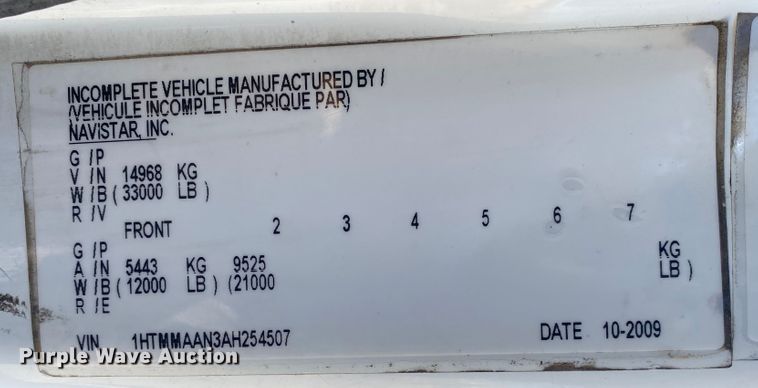 INCOMPLETE VEHICLE MANUFACTURED BY /
/VEHICULE INCOMPLET FABRIQUE PAR)
NAVISTAR, INC.
G /P
V /N 14968 KG
W /B ( 33000 LB )
R /V
FRONT 2 3 4 5 6 7
G /P KG
A /N 5443 KG 9525 LB )
W /B ( 12000 LB ) (21000
R /E
VIN 1HTMMAAN3AH254507 DATE 10-2009
Purple Wave Auction